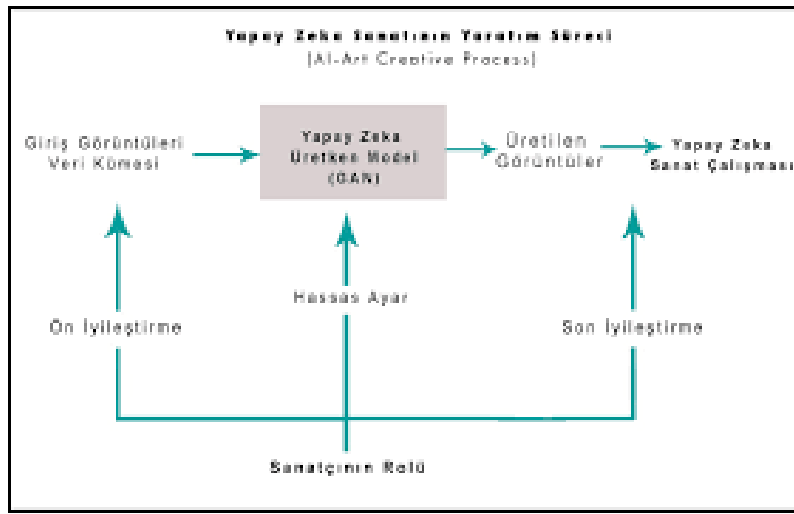 Yapay Zeka Sanatının Yaratım Süreci
(AI-Art Creative Process)
Giriş Görüntüleri
Veri Kümesi
Yapay Zeka
Üretken Model
(GAN)
Üretilen
Görüntüler
Yapay Zeka
Sanat Çalışması
Hassas Ayar
Ön İyileştirme
Son İyileştirme
Sanatçının Rolü